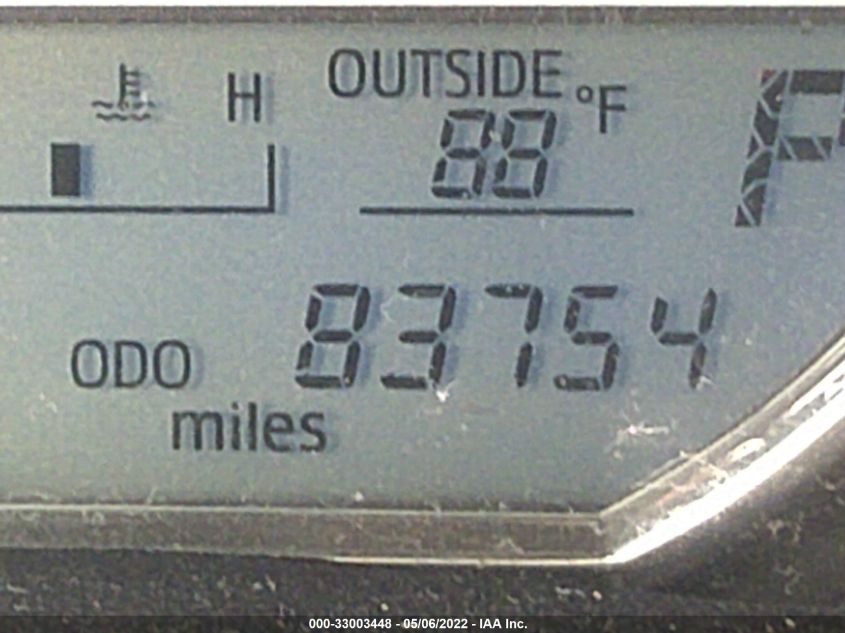 OUTSIDE
H
88 °F
P
ODO 83754
miles
000-33003448 - 05/06/2022 - IAA Inc.